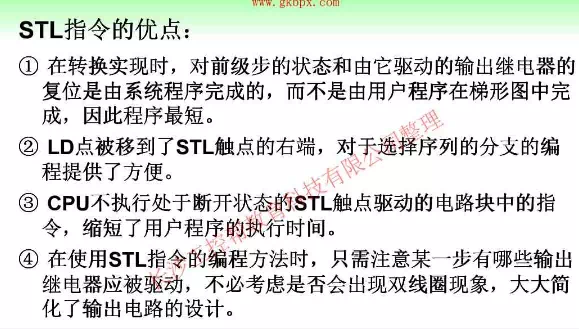 www.gkbpx.com
STL指令的优点：
① 在转换实现时，对前级步的状态和由它驱动的输出继电器的
复位是由系统程序完成的，而不是由用户程序在梯形图中完
成，因此程序最短。
② LD点被移到了STL触点的右端，对于选择序列的分支的编
程提供了方便。
③ CPU不执行处于断开状态的STL触点驱动的电路块中的指
令，缩短了用户程序的执行时间。
④ 在使用STL指令的编程方法时，只需注意某一步有哪些输出
继电器应被驱动，不必考虑是否会出现双线圈现象，大大简
化了输出电路的设计。